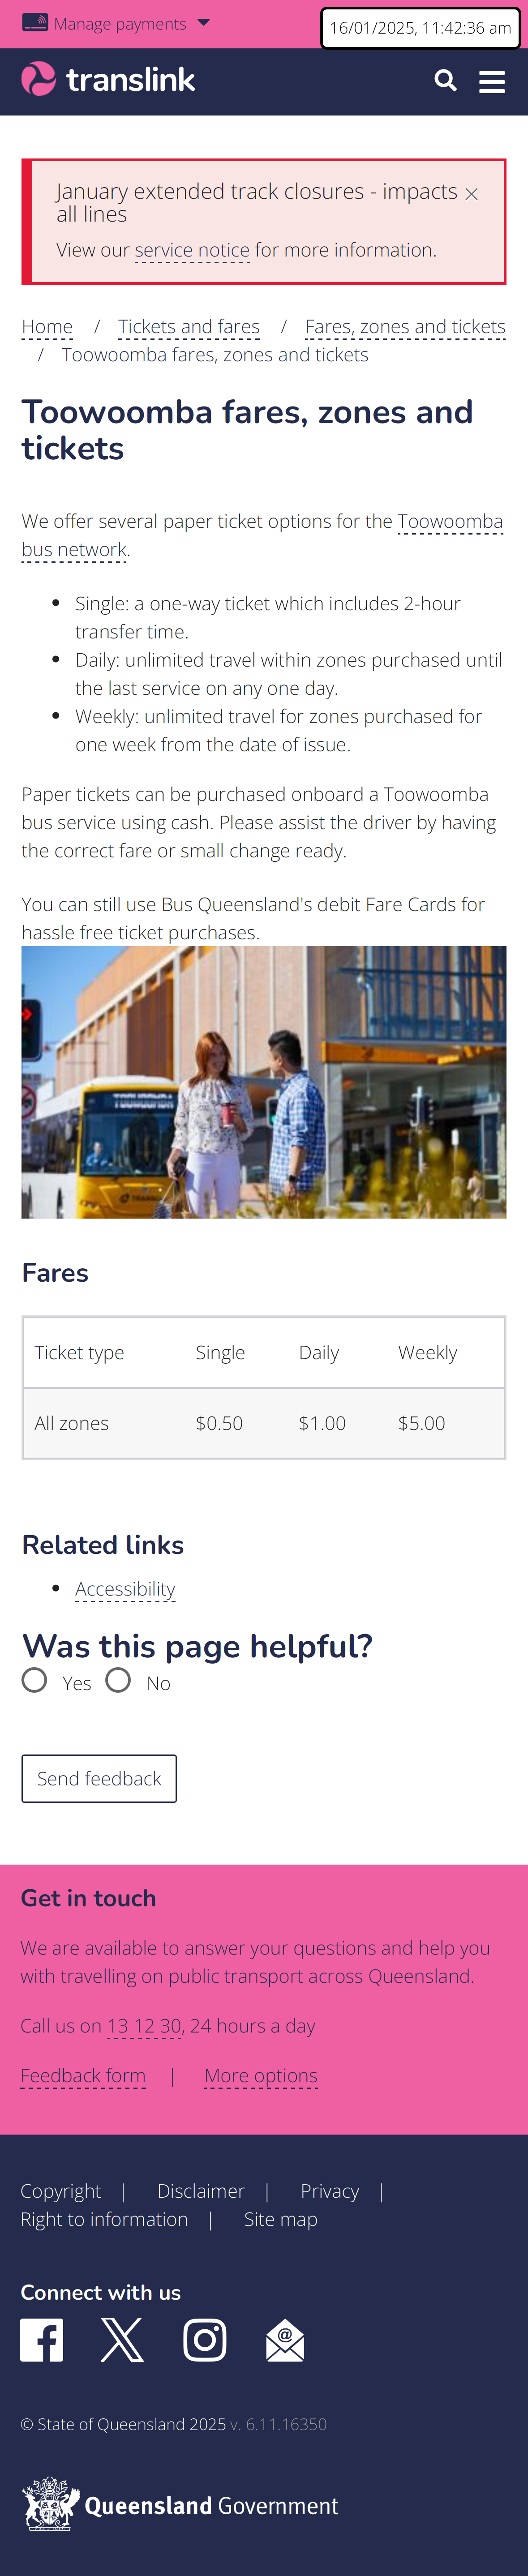 Manage payments
16/01/2025, 11:42:36 am
translink
January extended track closures - impacts
all lines
View our service notice for more information.
Home / Tickets and fares / Fares, zones and tickets
/ Toowoomba fares, zones and tickets
Toowoomba fares, zones and
tickets
We offer several paper ticket options for the Toowoomba
bus network.
• Single: a one-way ticket which includes 2-hour
transfer time.
• Daily: unlimited travel within zones purchased until
the last service on any one day.
• Weekly: unlimited travel for zones purchased for
one week from the date of issue.
Paper tickets can be purchased onboard a Toowoomba
bus service using cash. Please assist the driver by having
the correct fare or small change ready.
You can still use Bus Queensland's debit Fare Cards for
hassle free ticket purchases.
Fares
Ticket type Single Daily Weekly
All zones $0.50 $1.00 $5.00
Related links
• Accessibility
Was this page helpful?
Yes No
Send feedback
Get in touch
We are available to answer your questions and help you
with travelling on public transport across Queensland.
Call us on 13 12 30, 24 hours a day
Feedback form | More options
Copyright | Disclaimer | Privacy |
Right to information | Site map
Connect with us
© State of Queensland 2025 v. 6.11.16350
Queensland Government